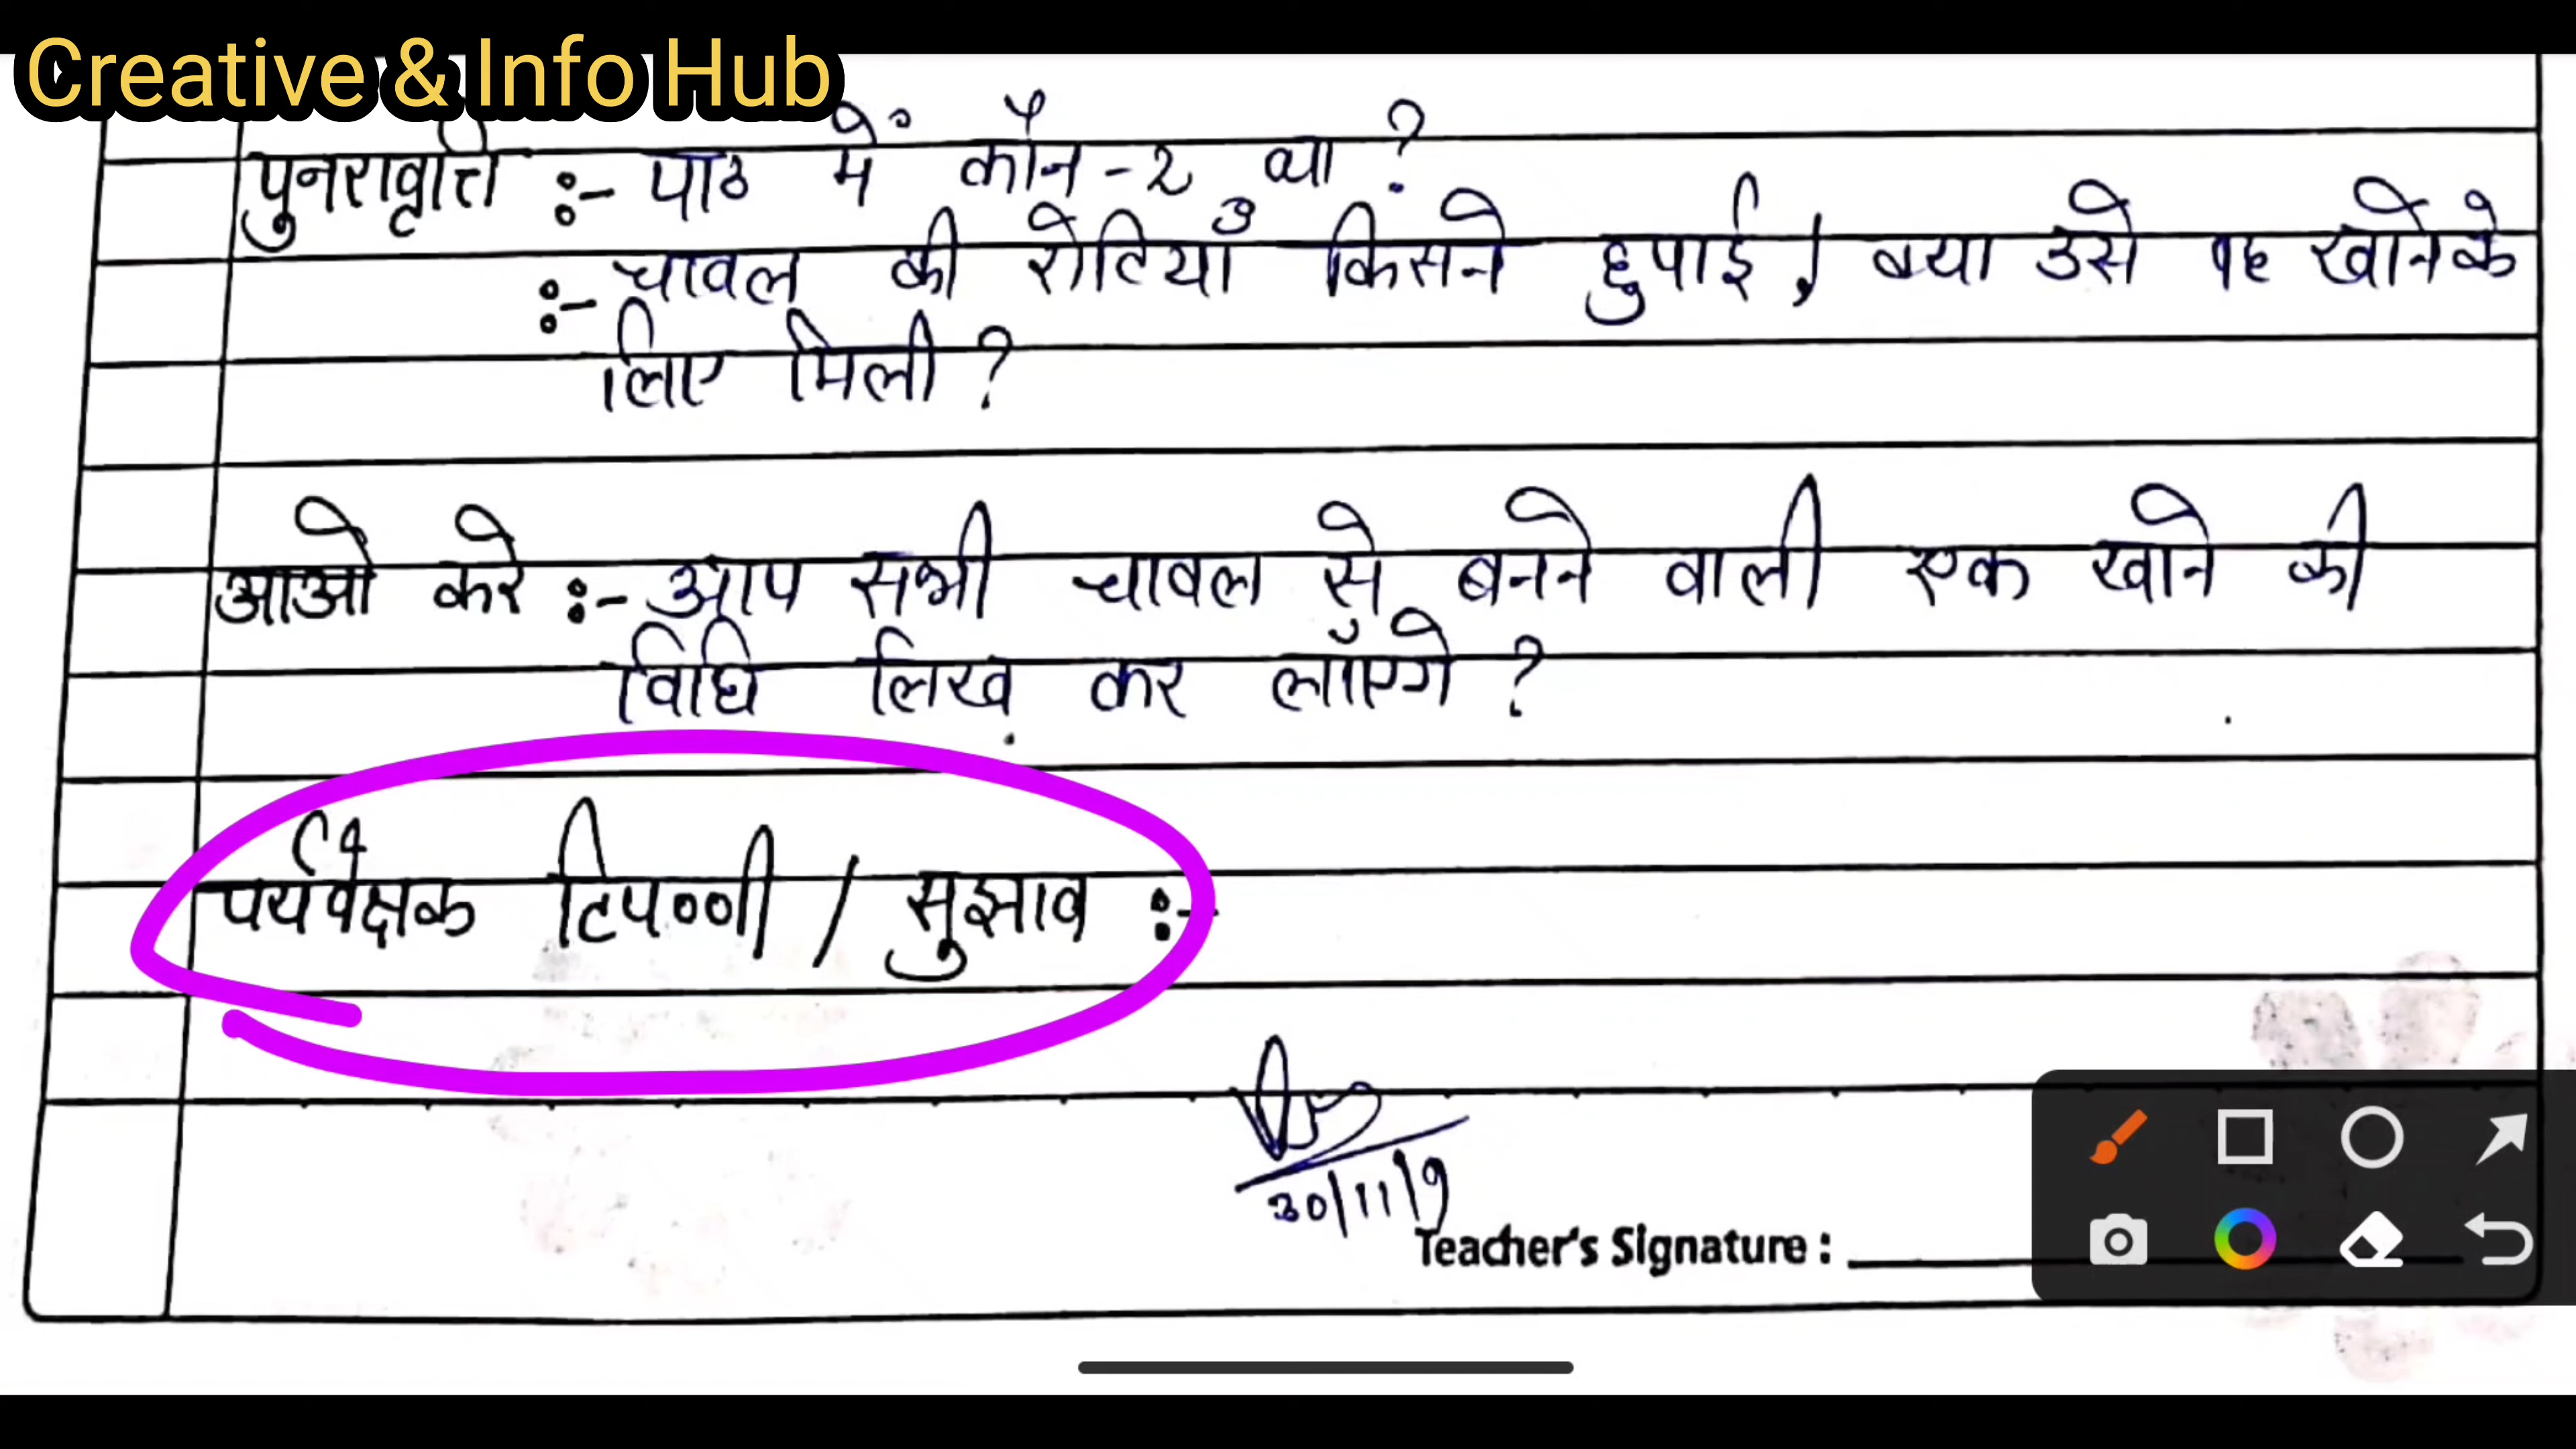 Creative & Info Hub
पुनरावृत्ति :- पाठ में कौन-2 था ?
:- चावल की रोटियाँ किसने छुपाई, क्या उसे वह खाने के
लिए मिली ?
आओ करे :- आप सभी चावल से बनने वाली एक खाने की
विधि लिख कर लाएँगे ?
पर्यवेक्षक टिपण्णी / सुझाव :-
30/11/19
Teacher's Signature :